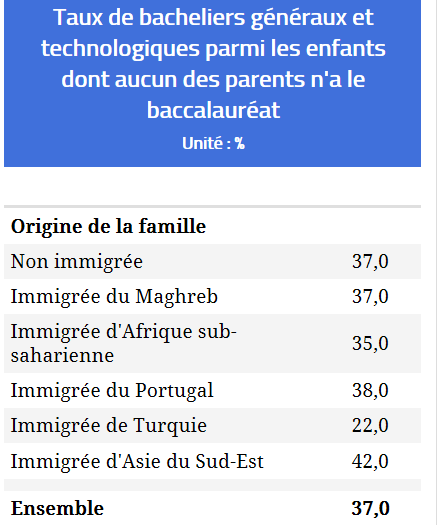 Taux de bacheliers généraux et
technologiques parmi les enfants
dont aucun des parents n'a le
baccalauréat
Unité : %
Origine de la famille
Non immigrée 37,0
Immigrée du Maghreb 37,0
Immigrée d'Afrique sub-
saharienne 35,0
Immigrée du Portugal 38,0
Immigrée de Turquie 22,0
Immigrée d'Asie du Sud-Est 42,0
Ensemble 37,0